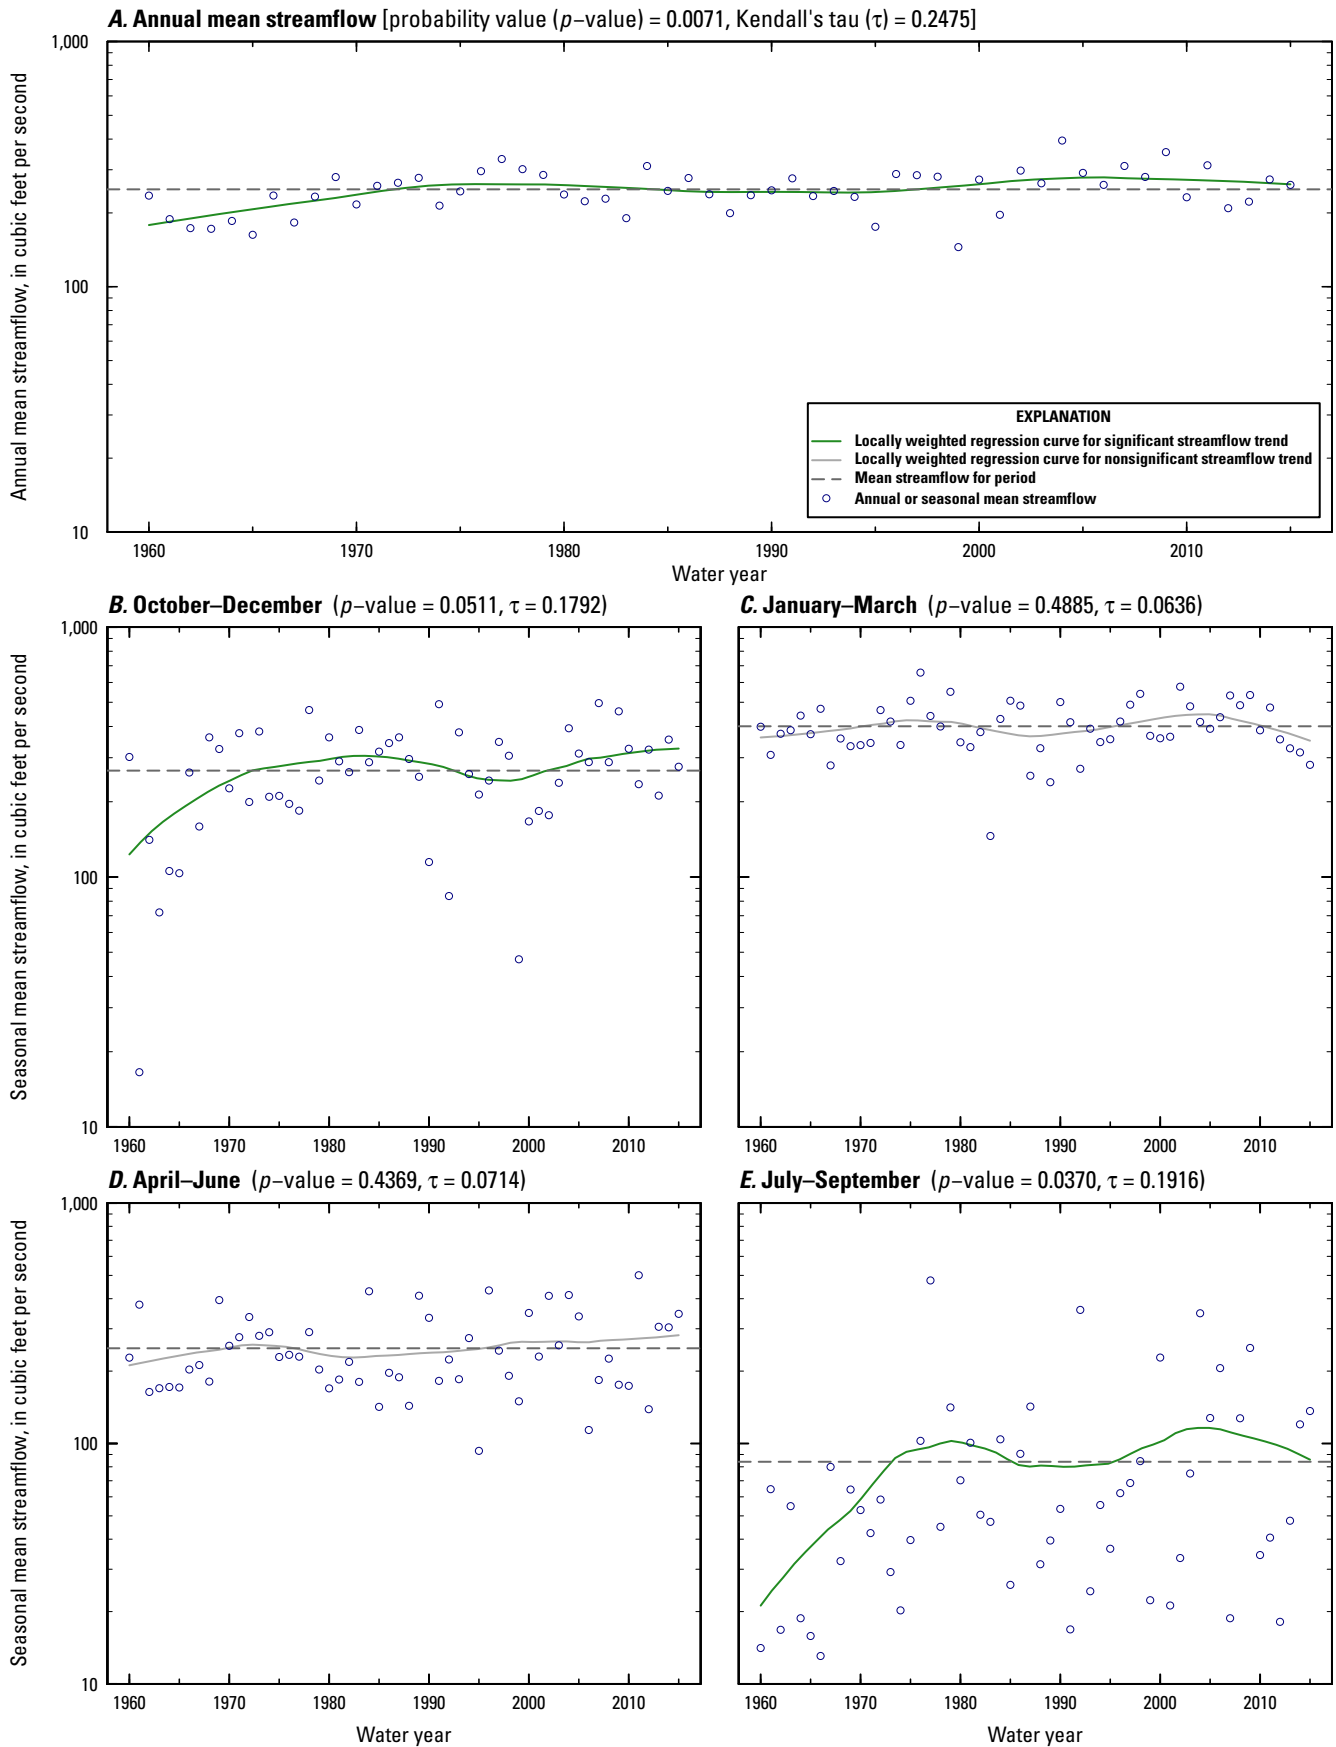 A. Annual mean streamflow [probability value (p–value) = 0.0071, Kendall's tau (τ) = 0.2475]
Annual mean streamflow, in cubic feet per second
1,000
100
10
EXPLANATION
Locally weighted regression curve for significant streamflow trend
Locally weighted regression curve for nonsignificant streamflow trend
Mean streamflow for period
Annual or seasonal mean streamflow
1960 1970 1980 1990 2000 2010
Water year
B. October–December (p–value = 0.0511, τ = 0.1792)
C. January–March (p–value = 0.4885, τ = 0.0636)
Seasonal mean streamflow, in cubic feet per second
1,000
100
10
1960 1970 1980 1990 2000 2010
1960 1970 1980 1990 2000 2010
D. April–June (p–value = 0.4369, τ = 0.0714)
E. July–September (p–value = 0.0370, τ = 0.1916)
Seasonal mean streamflow, in cubic feet per second
1,000
100
10
1960 1970 1980 1990 2000 2010
1960 1970 1980 1990 2000 2010
Water year
Water year